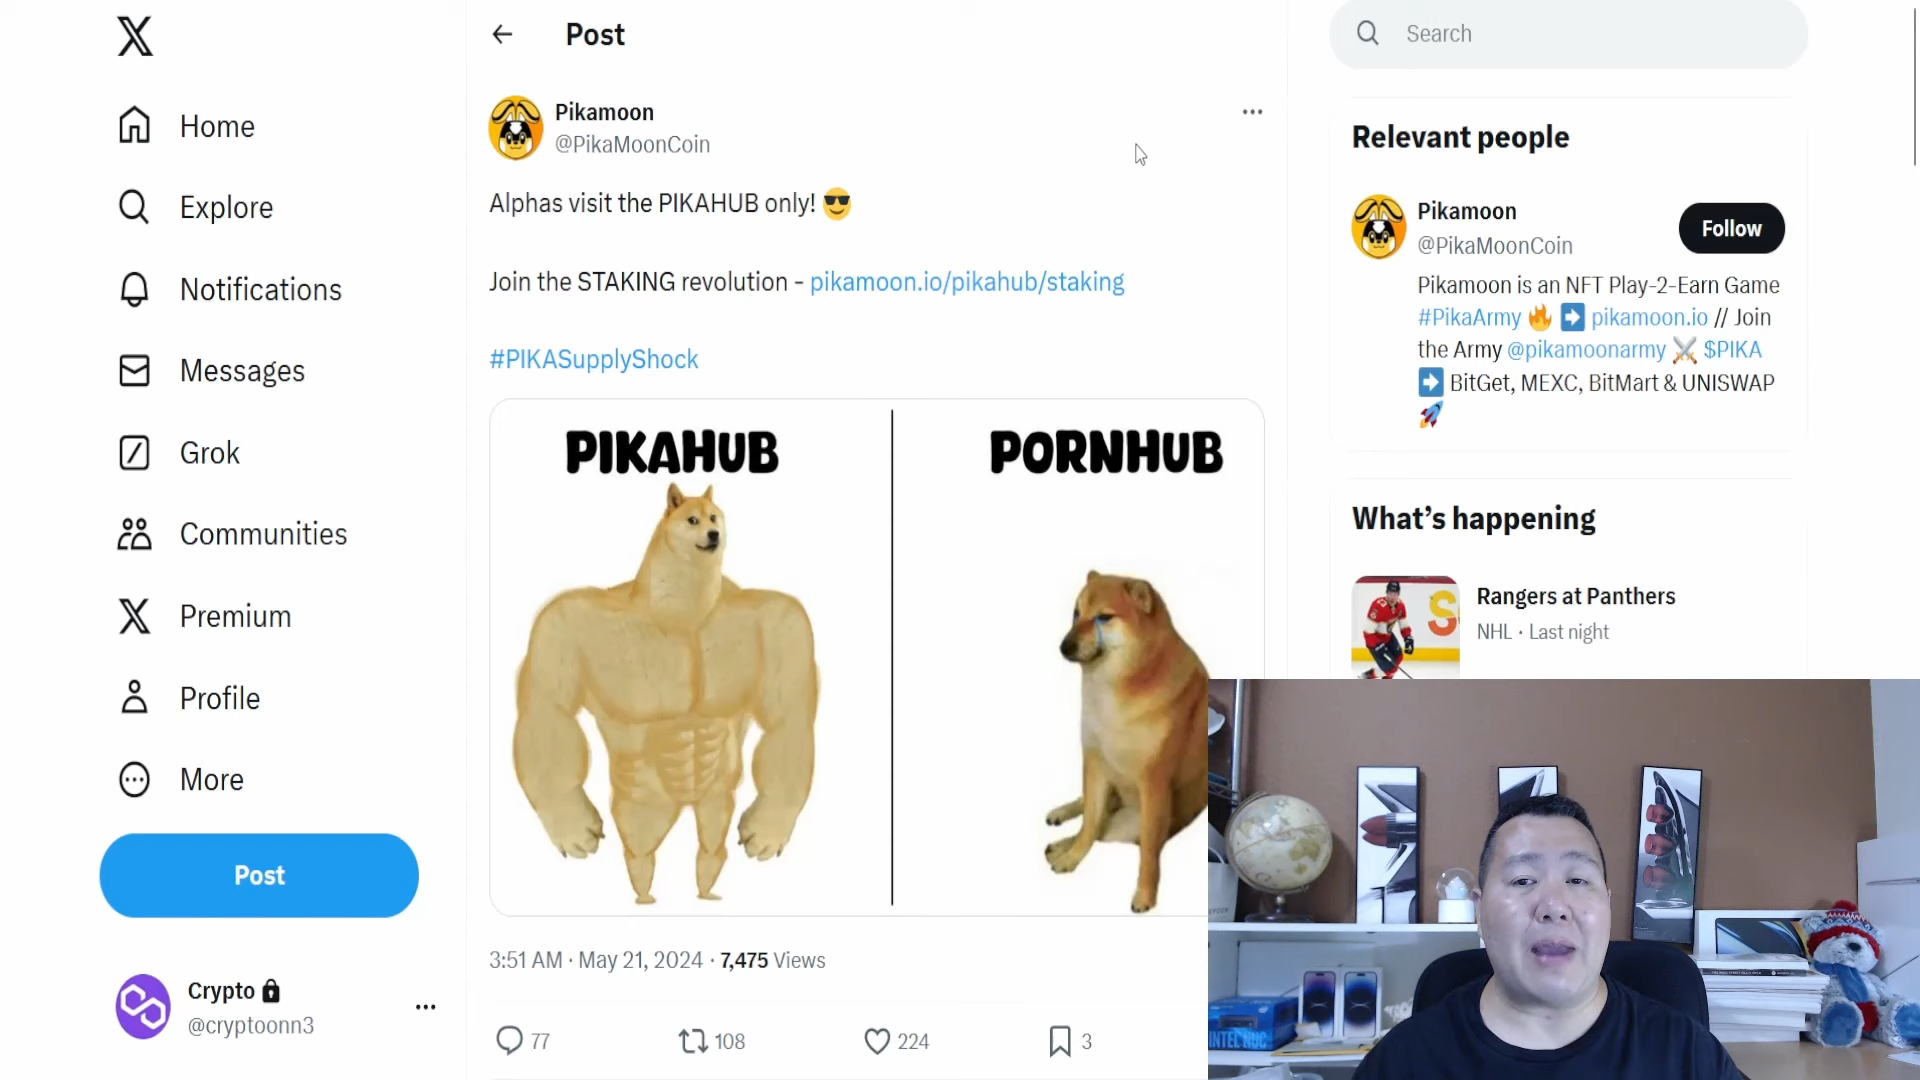 Post
Search
Home
Explore
Notifications
Messages
Grok
Communities
Premium
Profile
More
Post
Crypto
@cryptoonn3
Pikamoon
@PikaMoonCoin
Alphas visit the PIKAHUB only!
Join the STAKING revolution - pikamoon.io/pikahub/staking
#PIKASupplyShock
PIKAHUB
PORNHUB
3:51 AM · May 21, 2024 · 7,475 Views
77
108
224
3
Relevant people
Pikamoon
@PikaMoonCoin
Follow
Pikamoon is an NFT Play-2-Earn Game
#PikaArmy pikamoon.io // Join
the Army @pikamoonarmy $PIKA
BitGet, MEXC, BitMart & UNISWAP
What's happening
Rangers at Panthers
NHL · Last night
INTEL NUC